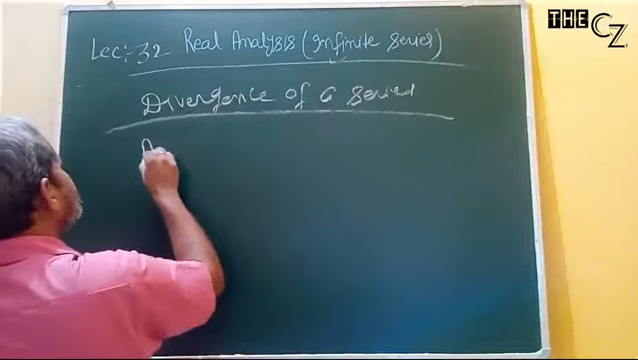 Lec:- 32 Real Analysis (Infinite Series)
THE CZ
Divergence of a Series
A